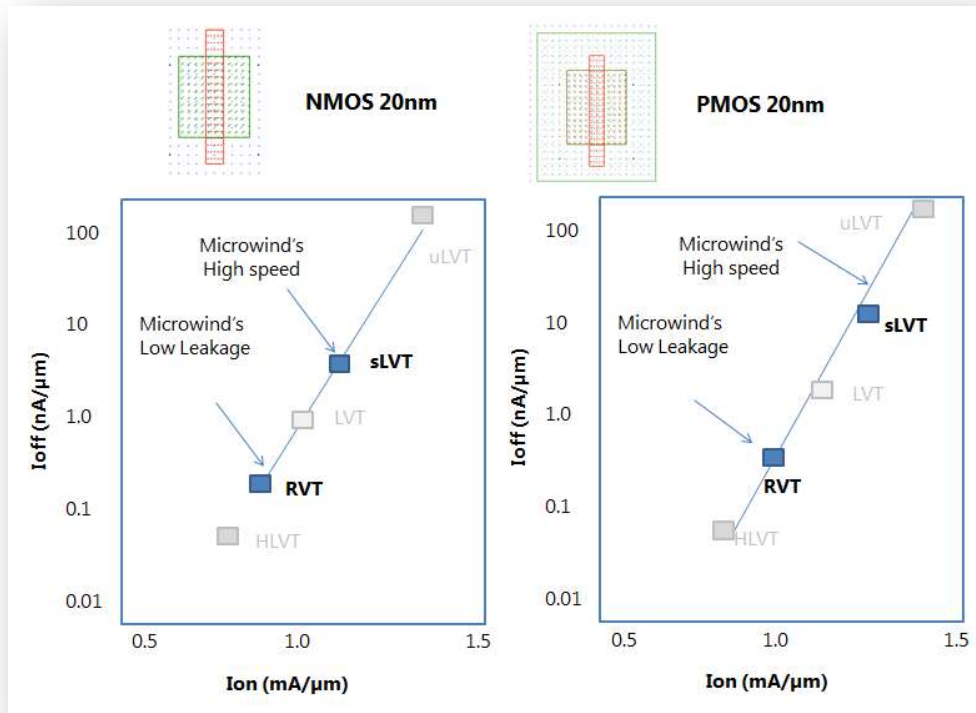 NMOS 20nm
PMOS 20nm
100
10
1.0
0.1
0.01
Ioff (nA/µm)
Microwind's
High speed
Microwind's
Low Leakage
uLVT
sLVT
LVT
RVT
HLVT
0.5
1.0
1.5
Ion (mA/µm)
100
10
1.0
0.1
0.01
Ioff (nA/µm)
uLVT
Microwind's
High speed
Microwind's
Low Leakage
sLVT
LVT
RVT
HLVT
0.5
1.0
1.5
Ion (mA/µm)